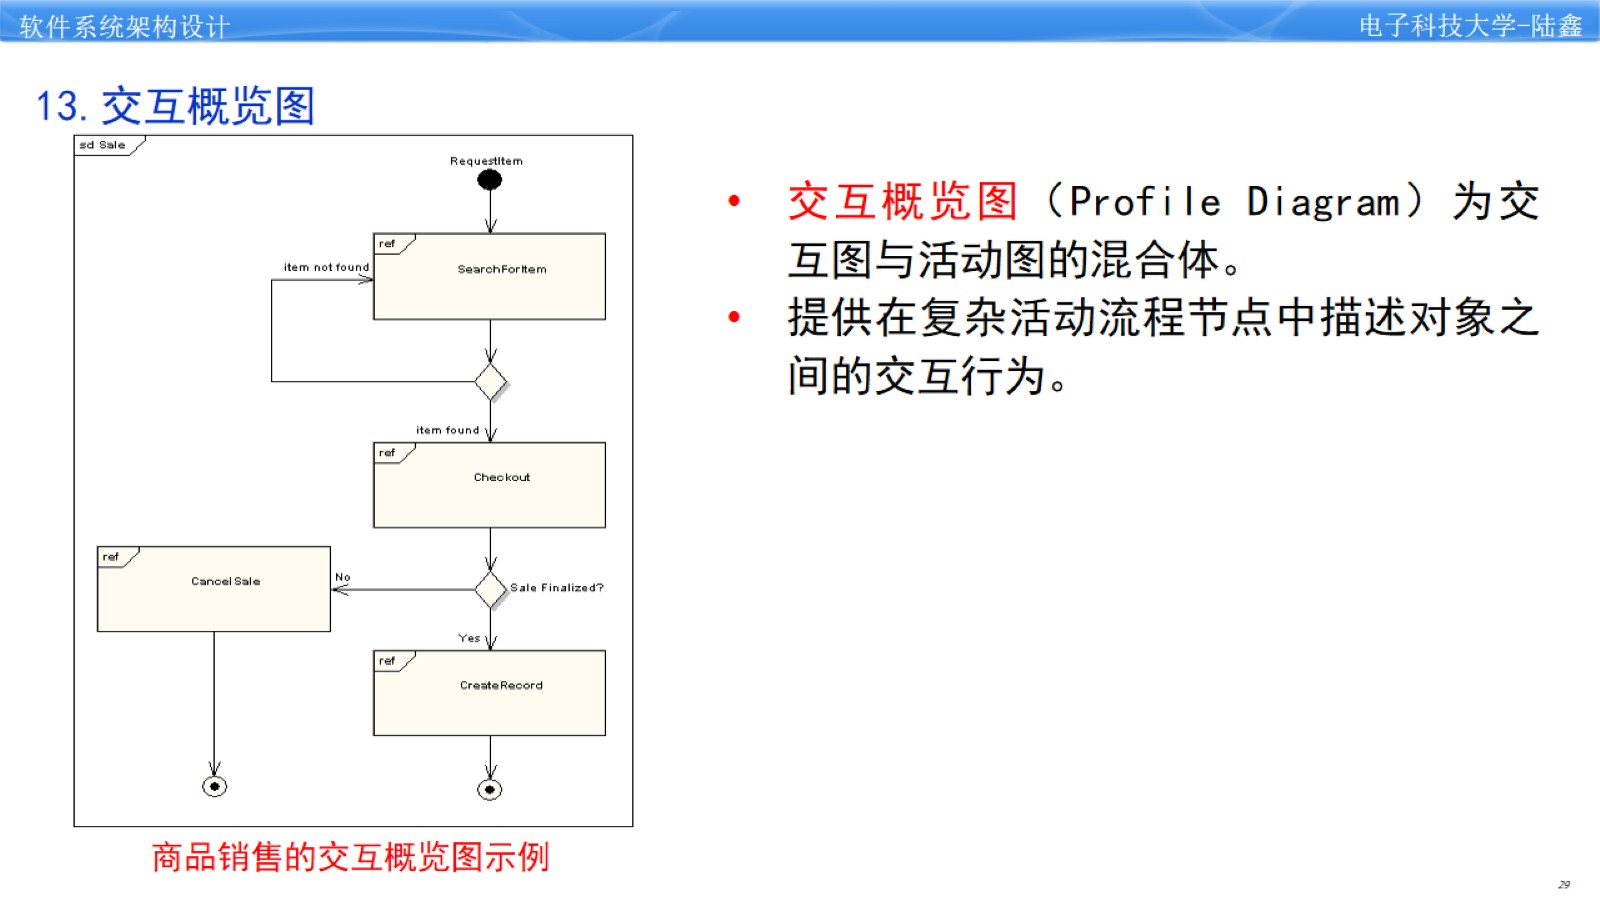 软件系统架构设计
电子科技大学-陆鑫
13.交互概览图
sd Sale
RequestItem
ref
SearchForItem
item not found
item found
ref
Checkout
ref
CancelSale
No
Sale Finalized?
Yes
ref
CreateRecord
商品销售的交互概览图示例
• 交互概览图（Profile Diagram）为交
互图与活动图的混合体。
• 提供在复杂活动流程节点中描述对象之
间的交互行为。
29